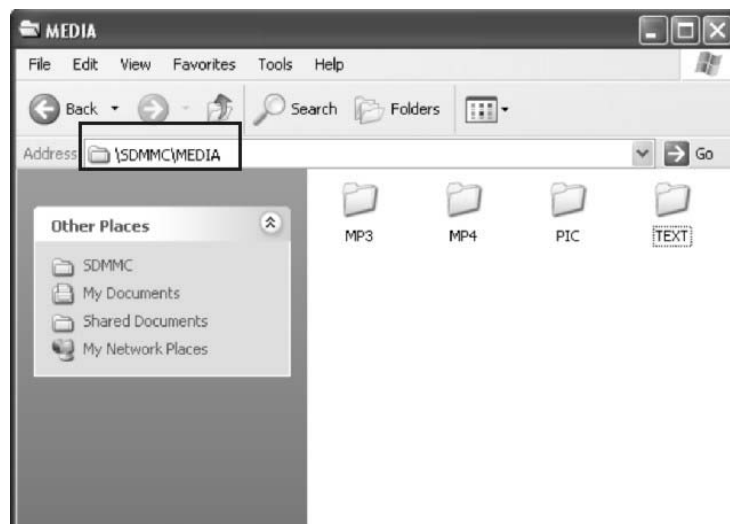 MEDIA
File Edit View Favorites Tools Help
Back Search Folders
Address \SDMMC\MEDIA Go
Other Places
SDMMC
My Documents
Shared Documents
My Network Places
MP3 MP4 PIC TEXT